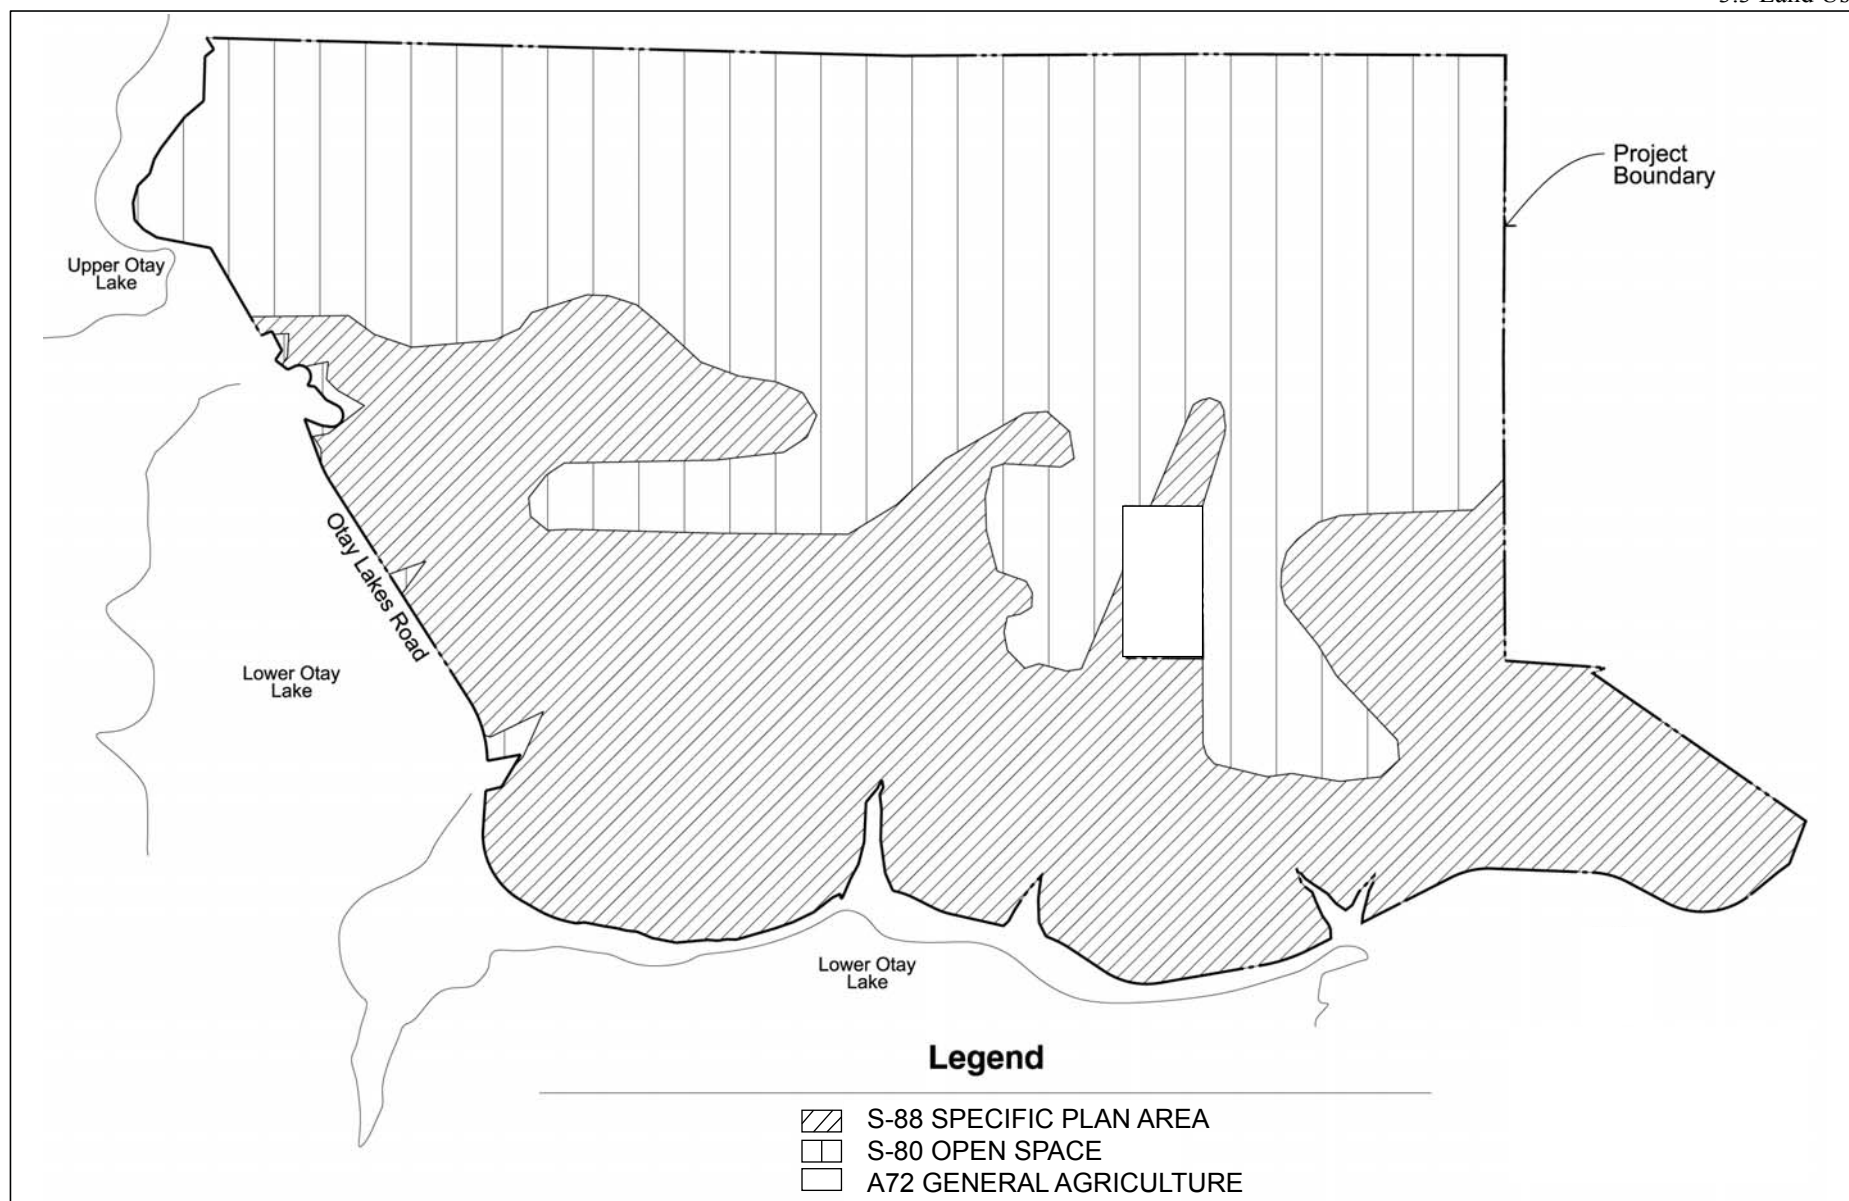 Project
Boundary
Upper Otay
Lake
Otay Lakes Road
Lower Otay
Lake
Lower Otay
Lake
Legend
S-88 SPECIFIC PLAN AREA
S-80 OPEN SPACE
A72 GENERAL AGRICULTURE